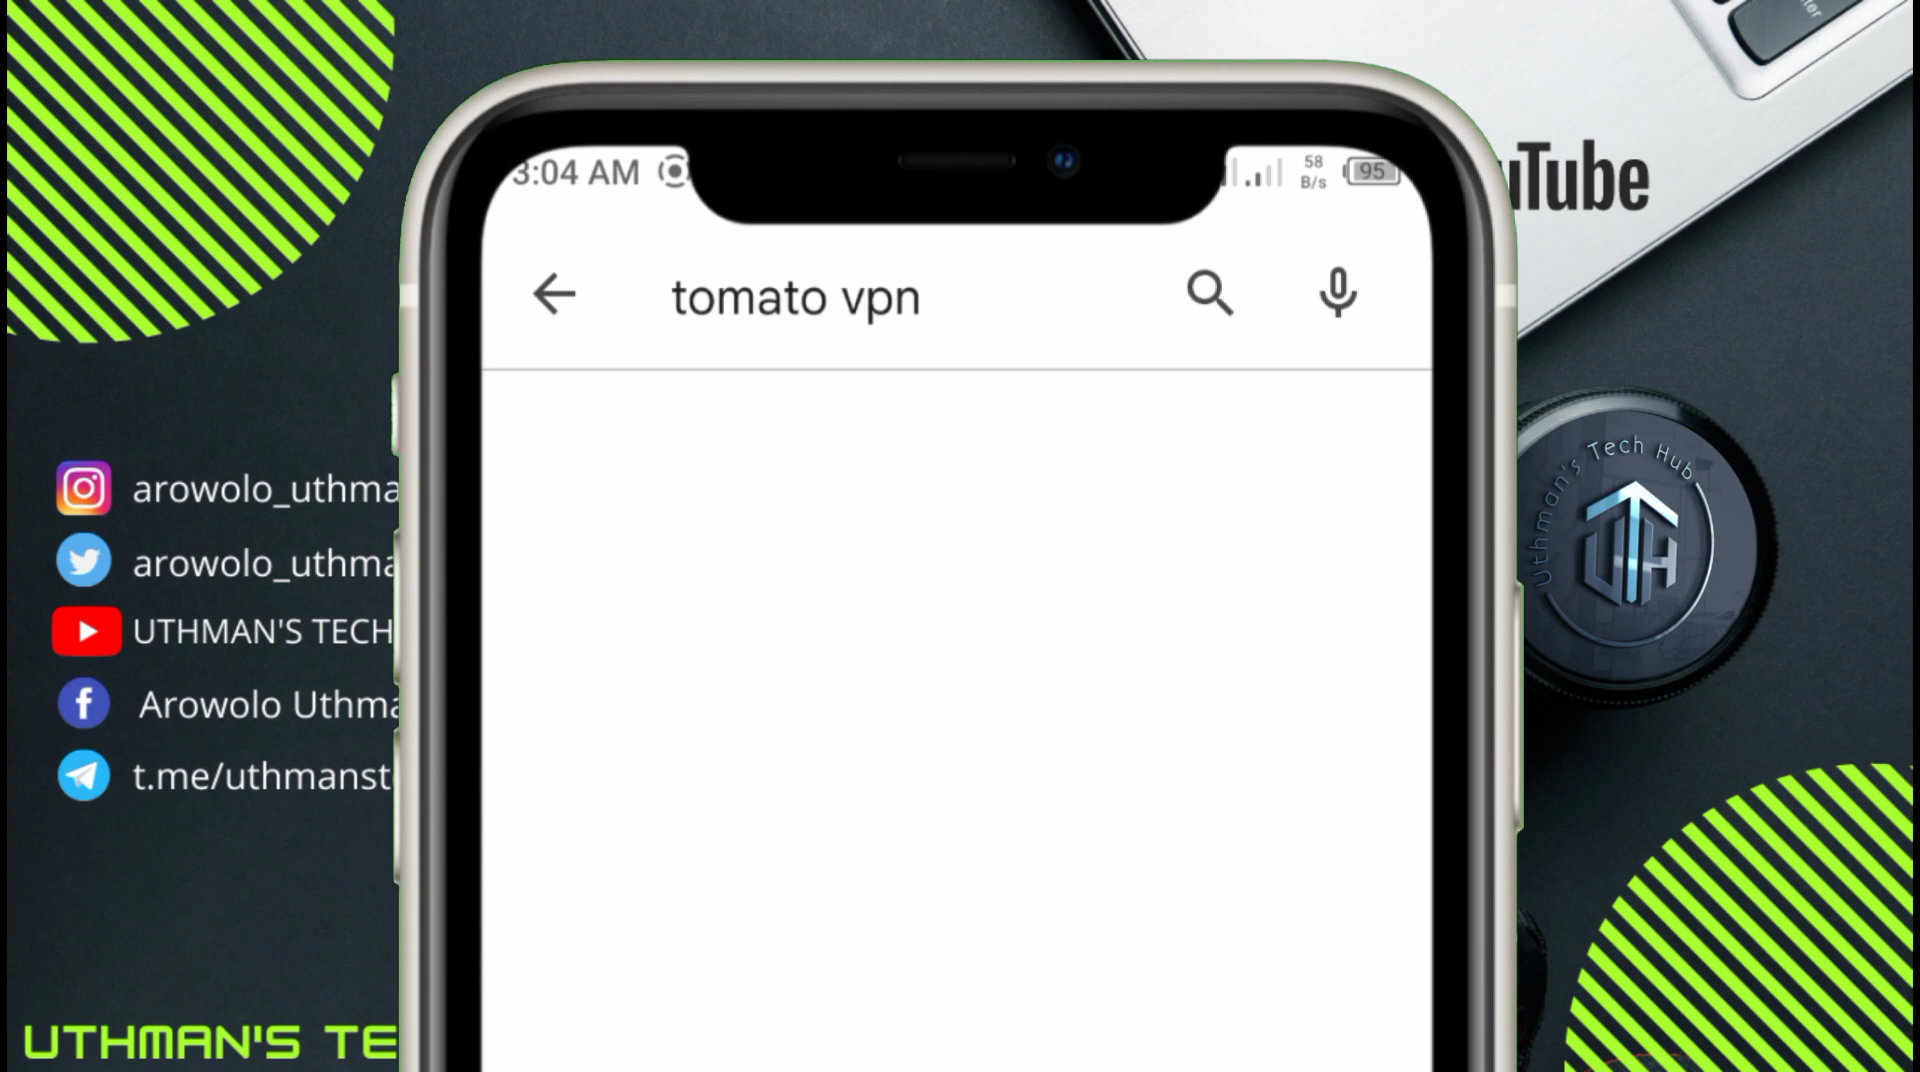 3:04 AM
58
B/s
95
uTube
tomato vpn
Uthman's Tech Hub
UTH
arowolo_uthma
arowolo_uthma
UTHMAN'S TECH
Arowolo Uthma
t.me/uthmanst
UTHMAN'S TE